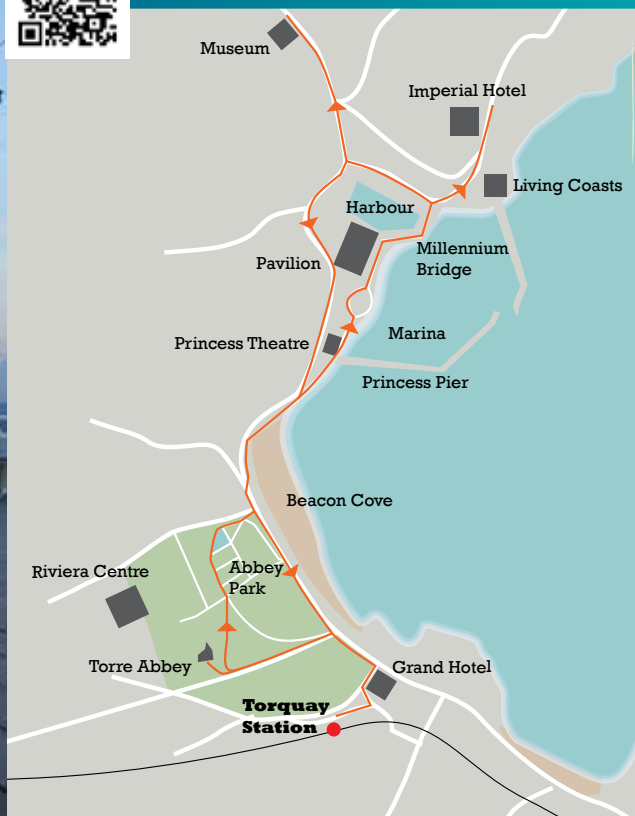 Museum
Imperial Hotel
Living Coasts
Harbour
Millennium
Bridge
Pavilion
Marina
Princess Theatre
Princess Pier
Beacon Cove
Abbey
Park
Riviera Centre
Torre Abbey
Grand Hotel
Torquay
Station